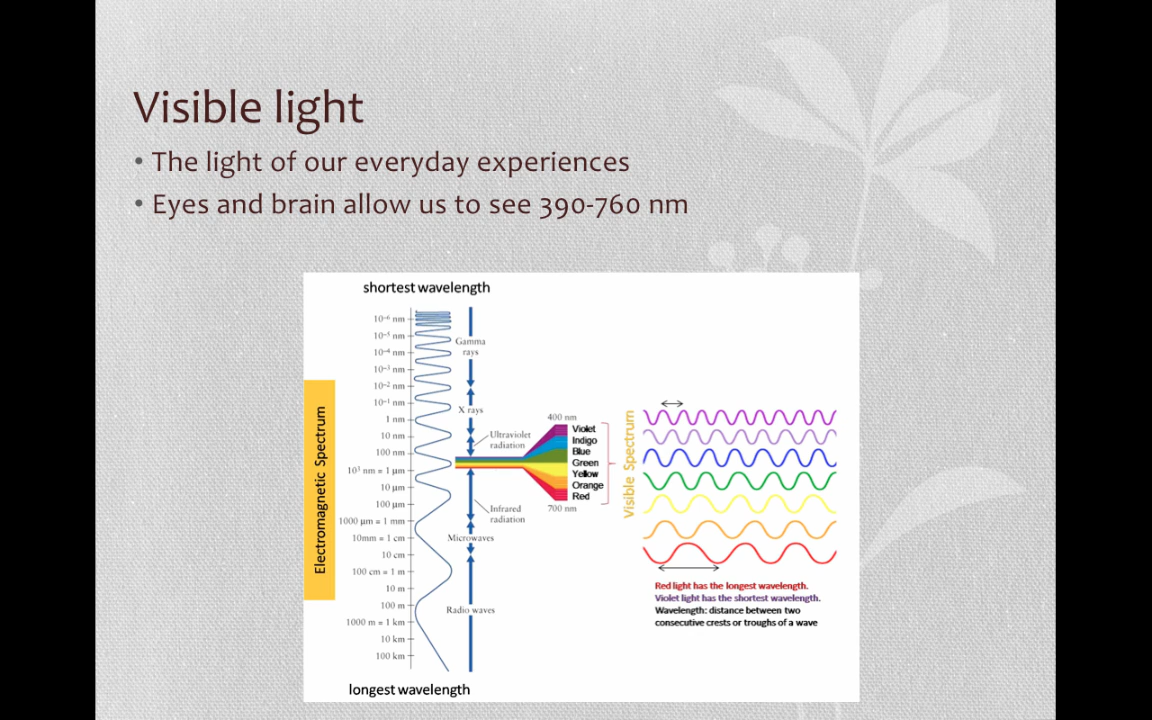 Visible light
• The light of our everyday experiences
• Eyes and brain allow us to see 390-760 nm
shortest wavelength
Electromagnetic Spectrum
10⁻⁶ nm
10⁻⁵ nm
10⁻⁴ nm
10⁻³ nm
10⁻² nm
10⁻¹ nm
1 nm
10 nm
100 nm
10³ nm = 1 μm
10 μm
100 μm
1000 μm = 1 mm
10mm = 1 cm
10 cm
100 cm = 1 m
10 m
100 m
1000 m = 1 km
10 km
100 km
longest wavelength
Gamma
rays
X rays
Ultraviolet
radiation
Infrared
radiation
Microwaves
Radio waves
400 nm
Violet
Indigo
Blue
Green
Yellow
Orange
Red
700 nm
Visible Spectrum
Red light has the longest wavelength.
Violet light has the shortest wavelength.
Wavelength: distance between two
consecutive crests or troughs of a wave